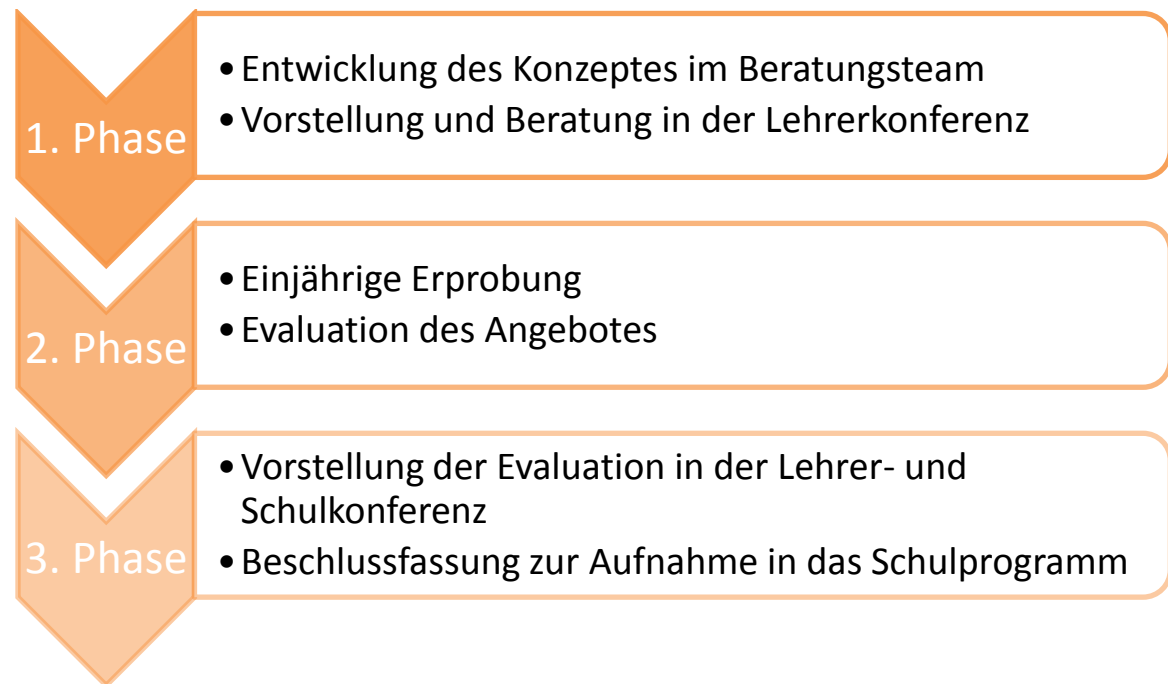 1. Phase
• Entwicklung des Konzeptes im Beratungsteam
• Vorstellung und Beratung in der Lehrerkonferenz
2. Phase
• Einjährige Erprobung
• Evaluation des Angebotes
3. Phase
• Vorstellung der Evaluation in der Lehrer- und
Schulkonferenz
• Beschlussfassung zur Aufnahme in das Schulprogramm